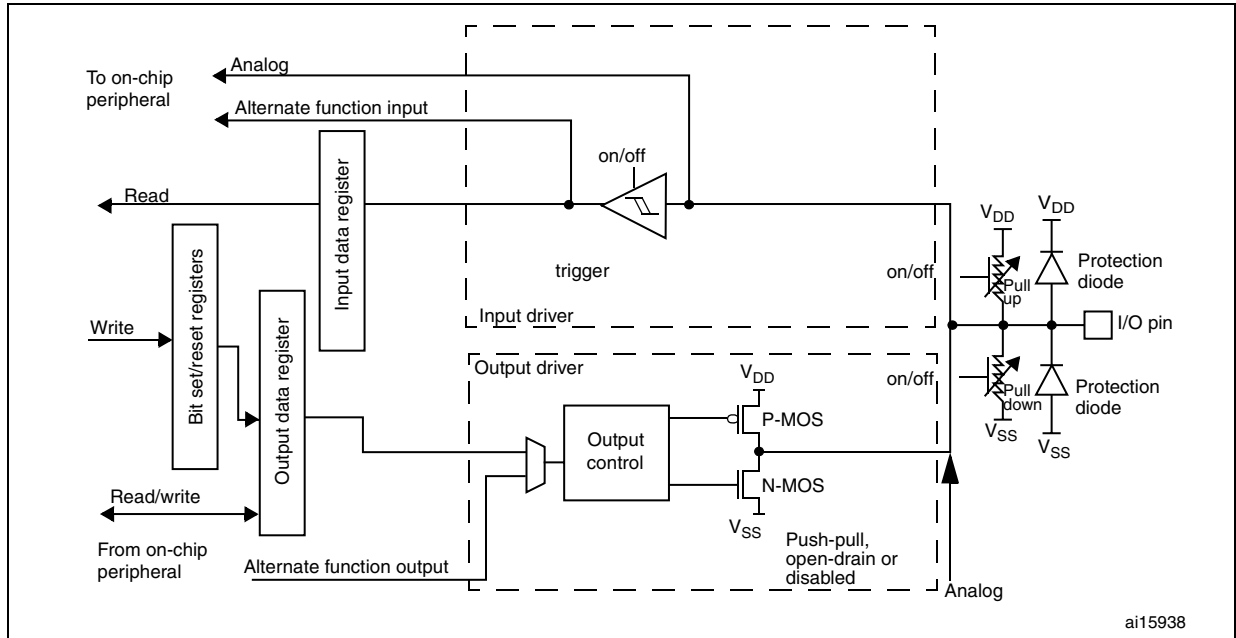 To on-chip
peripheral
Analog
Alternate function input
on/off
Read
Input data register
trigger
Input driver
Write
Bit set/reset registers
Output data register
Read/write
From on-chip
peripheral
Alternate function output
Output driver
Output
control
VDD
P-MOS
N-MOS
VSS
Push-pull,
open-drain or
disabled
Analog
on/off
VDD
Pull
up
VDD
Protection
diode
I/O pin
on/off
Pull
down
VSS
Protection
diode
VSS
ai15938